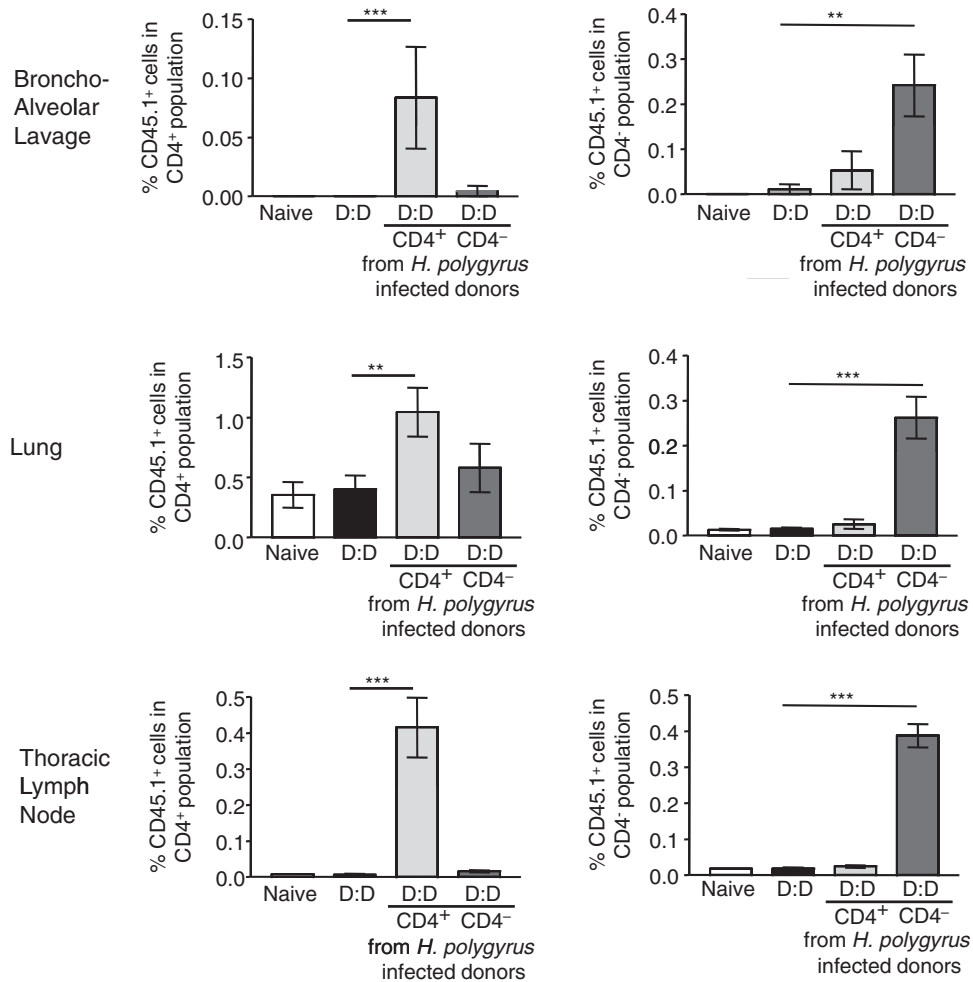 Broncho-
Alveolar
Lavage
% CD45.1⁺ cells in
CD4⁺ population
0.15
0.10
0.05
0.00
***
Naive D:D D:D D:D
CD4⁺ CD4⁻
from H. polygyrus
infected donors
% CD45.1⁺ cells in
CD4⁻ population
0.4
0.3
0.2
0.1
0.0
**
Naive D:D D:D D:D
CD4⁺ CD4⁻
from H. polygyrus
infected donors
Lung
% CD45.1⁺ cells in
CD4⁺ population
1.5
1.0
0.5
0.0
**
Naive D:D D:D D:D
CD4⁺ CD4⁻
from H. polygyrus
infected donors
% CD45.1⁺ cells in
CD4⁻ population
0.4
0.3
0.2
0.1
0.0
***
Naive D:D D:D D:D
CD4⁺ CD4⁻
from H. polygyrus
infected donors
Thoracic
Lymph
Node
% CD45.1⁺ cells in
CD4⁺ population
0.5
0.4
0.3
0.2
0.1
0.0
***
Naive D:D D:D D:D
CD4⁺ CD4⁻
from H. polygyrus
infected donors
% CD45.1⁺ cells in
CD4⁻ population
0.5
0.4
0.3
0.2
0.1
0.0
***
Naive D:D D:D D:D
CD4⁺ CD4⁻
from H. polygyrus
infected donors